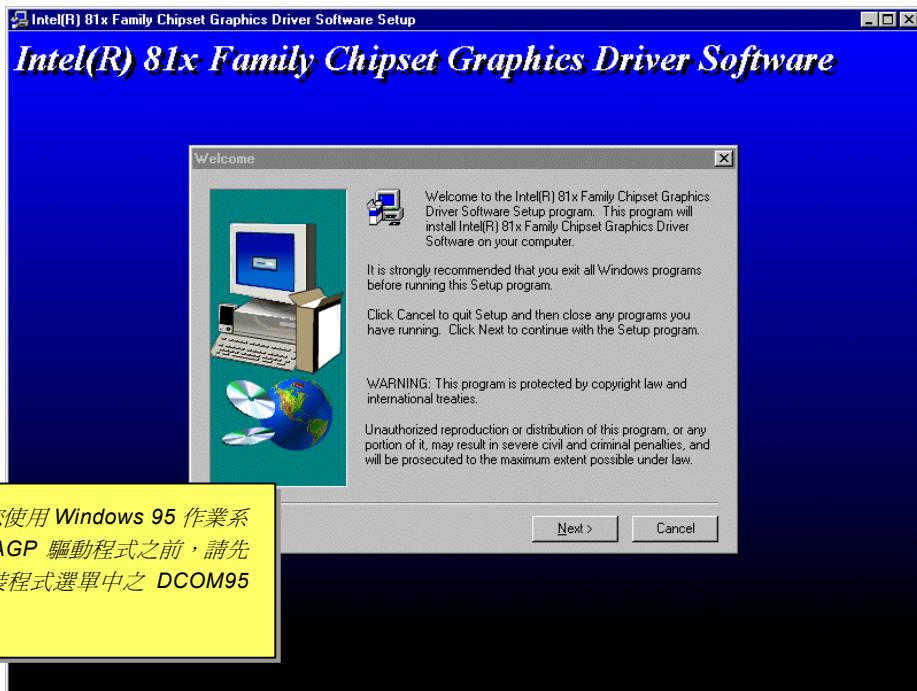 Intel(R) 81x Family Chipset Graphics Driver Software Setup
Intel(R) 81x Family Chipset Graphics Driver Software
Welcome
Welcome to the Intel(R) 81x Family Chipset Graphics
Driver Software Setup program. This program will
install Intel(R) 81x Family Chipset Graphics Driver
Software on your computer.
It is strongly recommended that you exit all Windows programs
before running this Setup program.
Click Cancel to quit Setup and then close any programs you
have running. Click Next to continue with the Setup program.
WARNING: This program is protected by copyright law and
international treaties.
Unauthorized reproduction or distribution of this program, or any
portion of it, may result in severe civil and criminal penalties, and
will be prosecuted to the maximum extent possible under law.
Next >
Cancel
使用 Windows 95 作業系
AGP 驅動程式之前，請先
程式選單中之 DCOM95